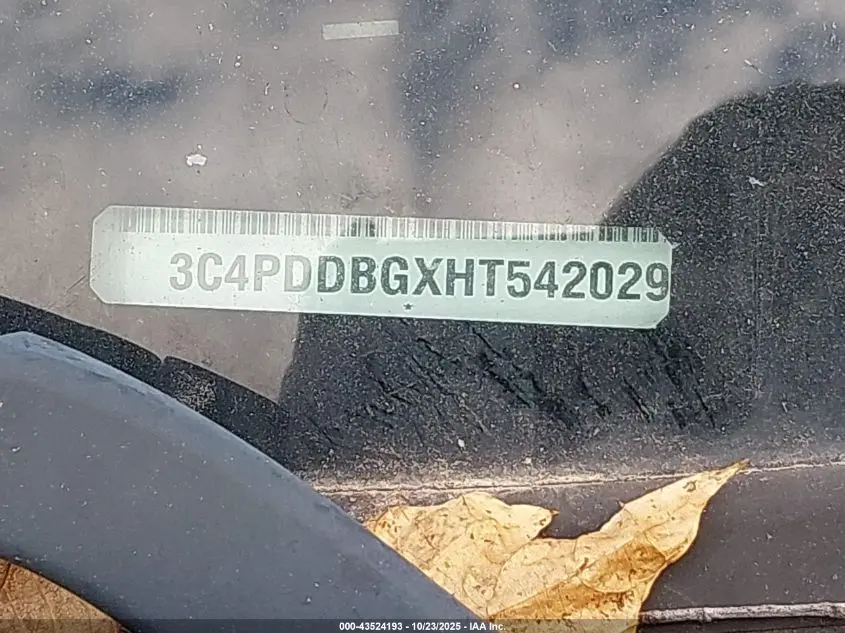 3C4PDDBGXHT542029
*
000-43524193 - 10/23/2025 - IAA Inc.